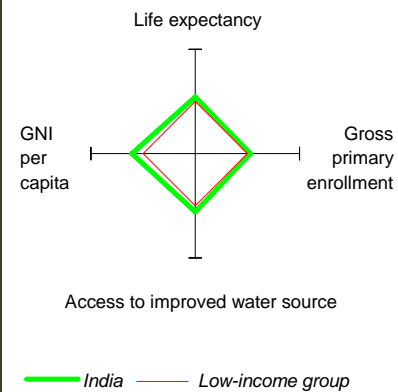 Life expectancy
GNI
per
capita
Gross
primary
enrollment
Access to improved water source
India
Low-income group